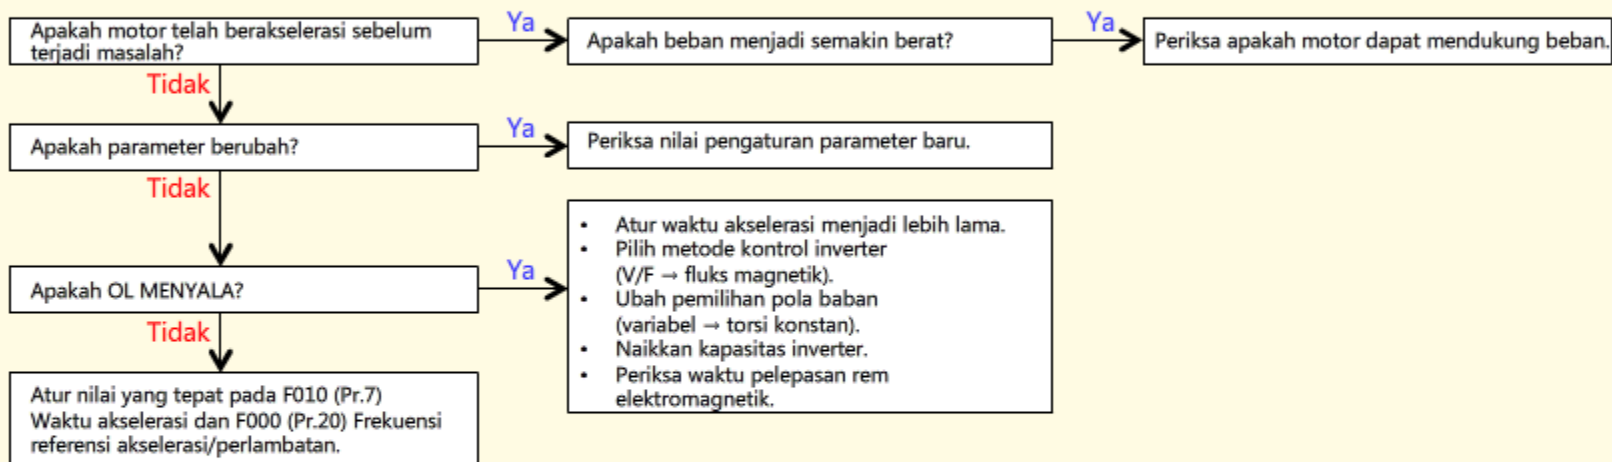 Apakah motor telah berakselerasi sebelum
terjadi masalah?
Ya
Apakah beban menjadi semakin berat?
Ya
Periksa apakah motor dapat mendukung beban.
Tidak
Apakah parameter berubah?
Ya
Periksa nilai pengaturan parameter baru.
Tidak
Apakah OL MENYALA?
Ya
• Atur waktu akselerasi menjadi lebih lama.
• Pilih metode kontrol inverter
(V/F → fluks magnetik).
• Ubah pemilihan pola baban
(variabel → torsi konstan).
• Naikkan kapasitas inverter.
• Periksa waktu pelepasan rem
elektromagnetik.
Tidak
Atur nilai yang tepat pada F010 (Pr.7)
Waktu akselerasi dan F000 (Pr.20) Frekuensi
referensi akselerasi/perlambatan.